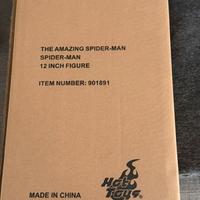 THE AMAZING SPIDER-MAN
SPIDER-MAN
12 INCH FIGURE
ITEM NUMBER: 901891
Hot
Toys
MADE IN CHINA